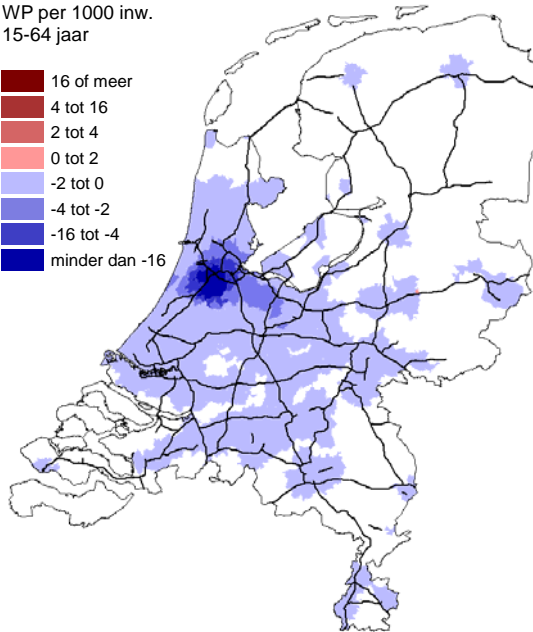 WP per 1000 inw.
15-64 jaar
16 of meer
4 tot 16
2 tot 4
0 tot 2
-2 tot 0
-4 tot -2
-16 tot -4
minder dan -16